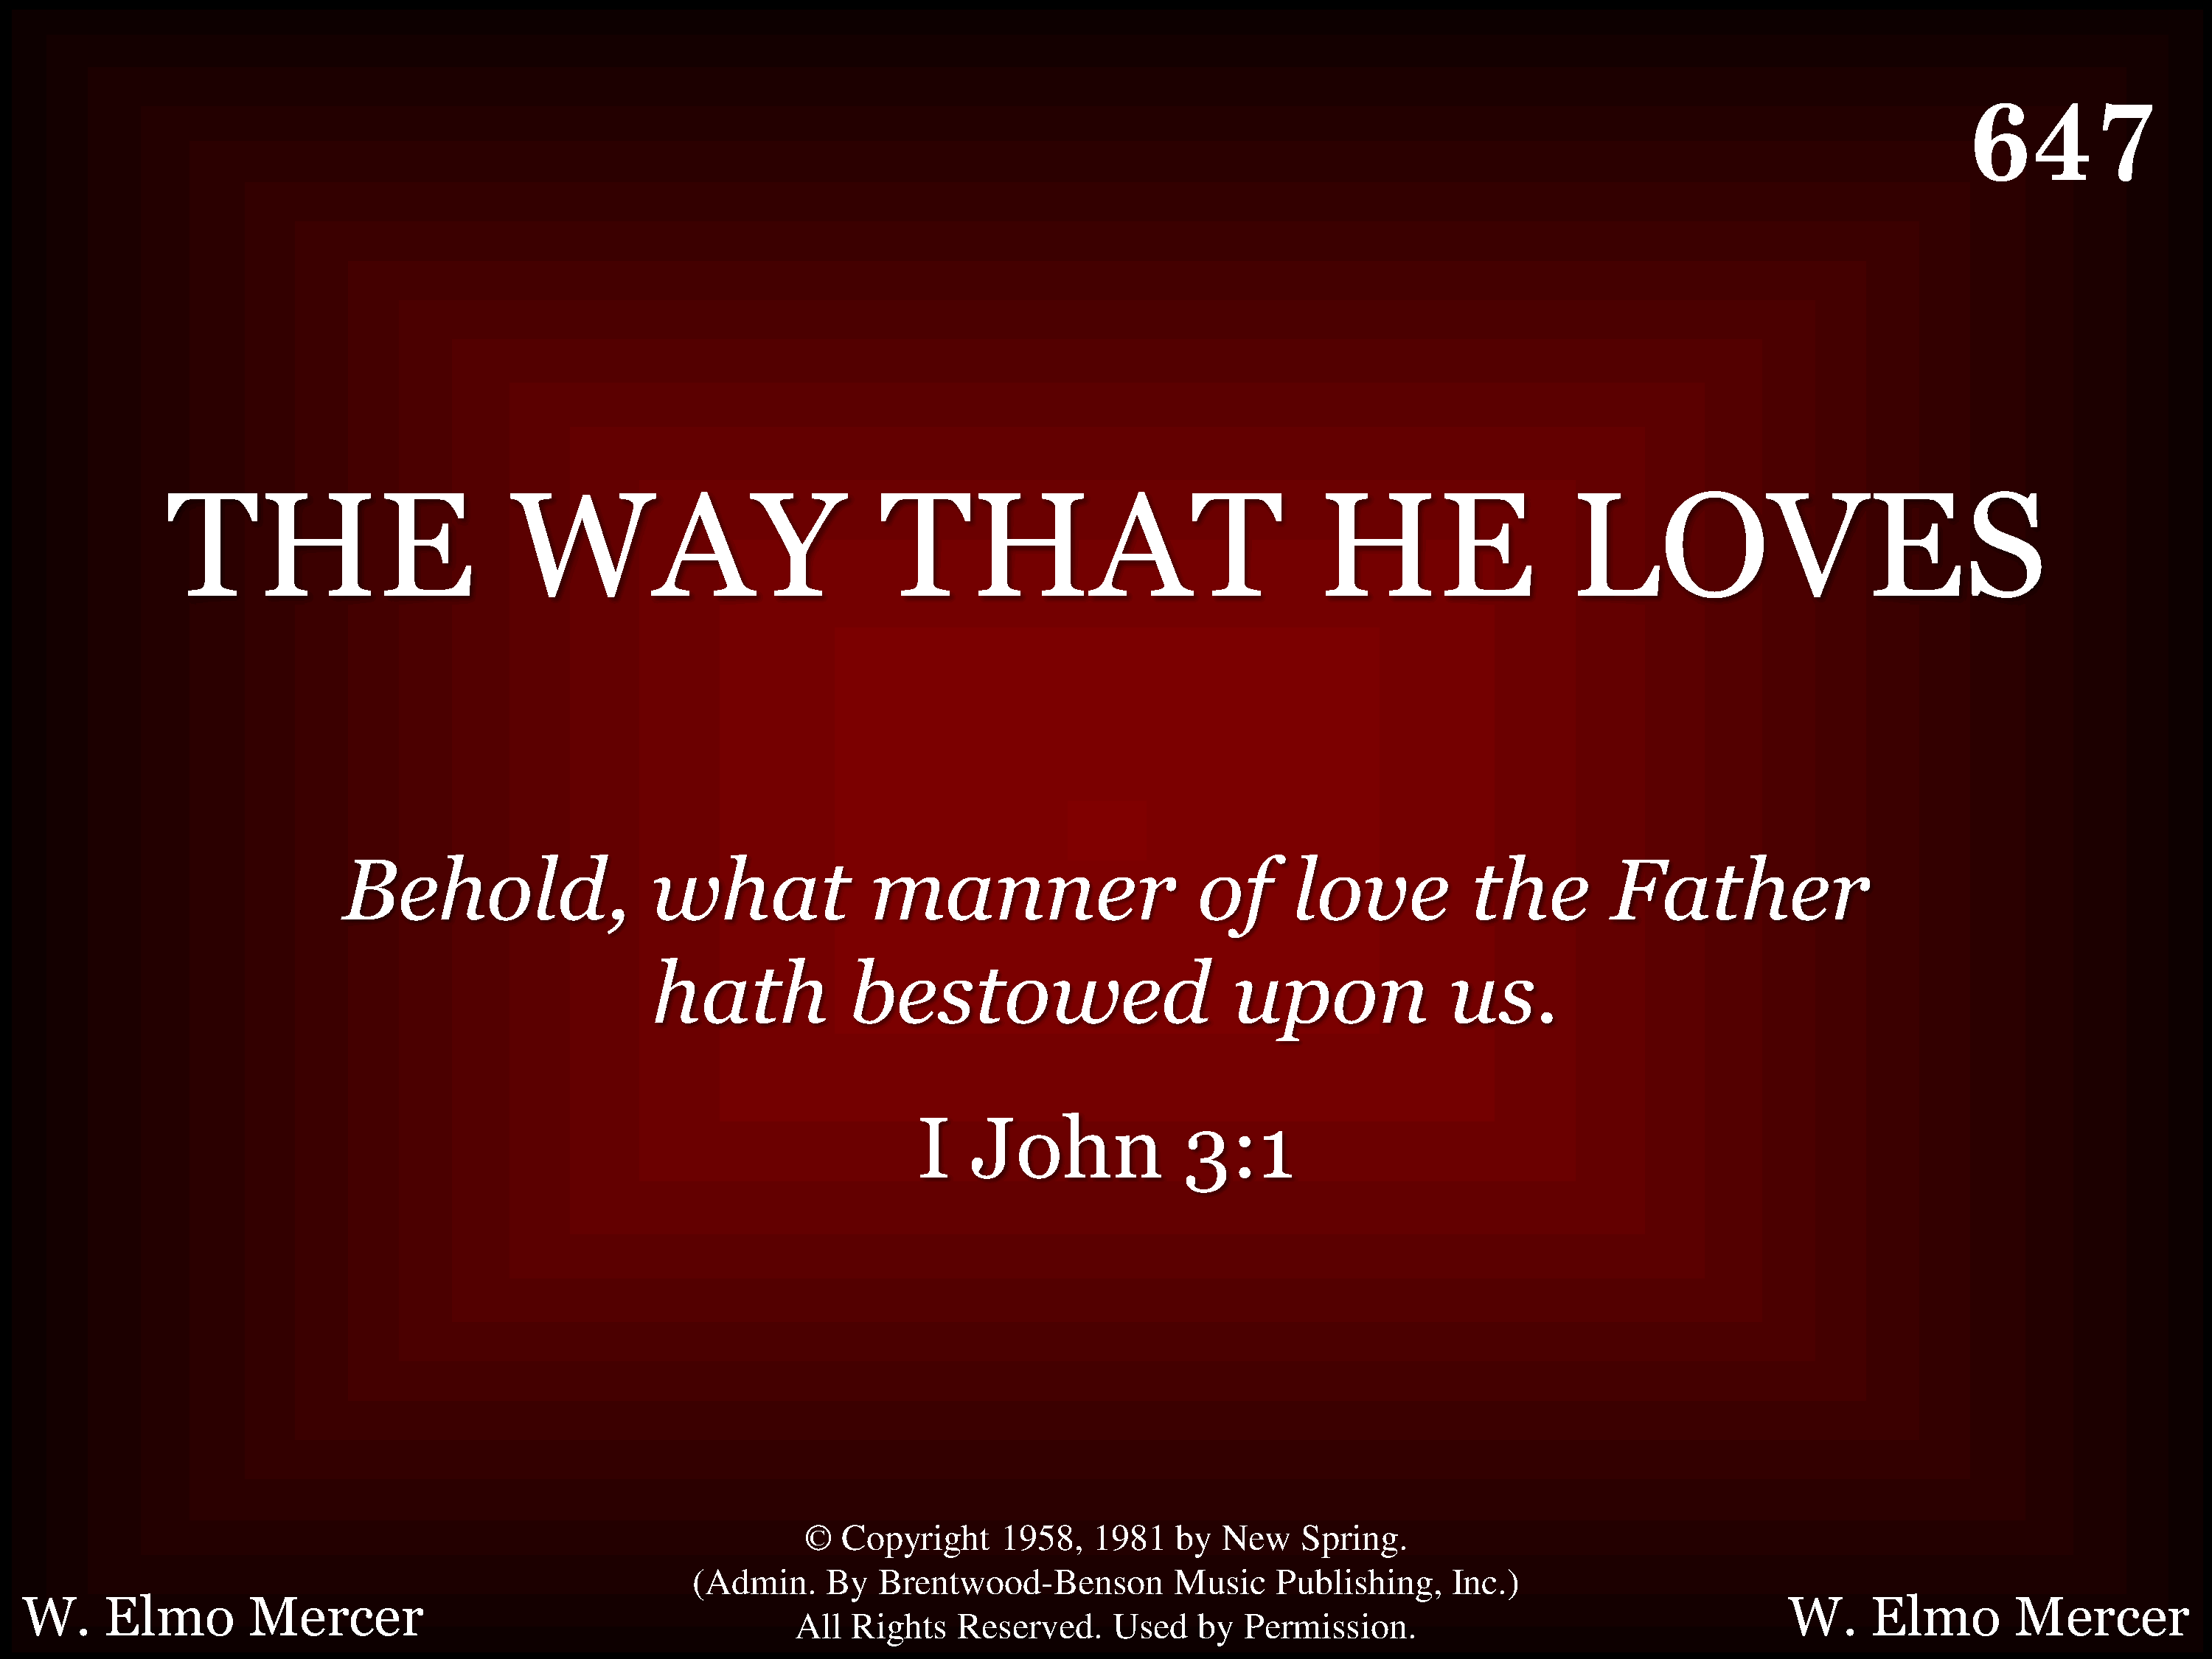 647
THE WAY THAT HE LOVES
Behold, what manner of love the Father
hath bestowed upon us.
I John 3:1
© Copyright 1958, 1981 by New Spring.
(Admin. By Brentwood-Benson Music Publishing, Inc.)
All Rights Reserved. Used by Permission.
W. Elmo Mercer
W. Elmo Mercer